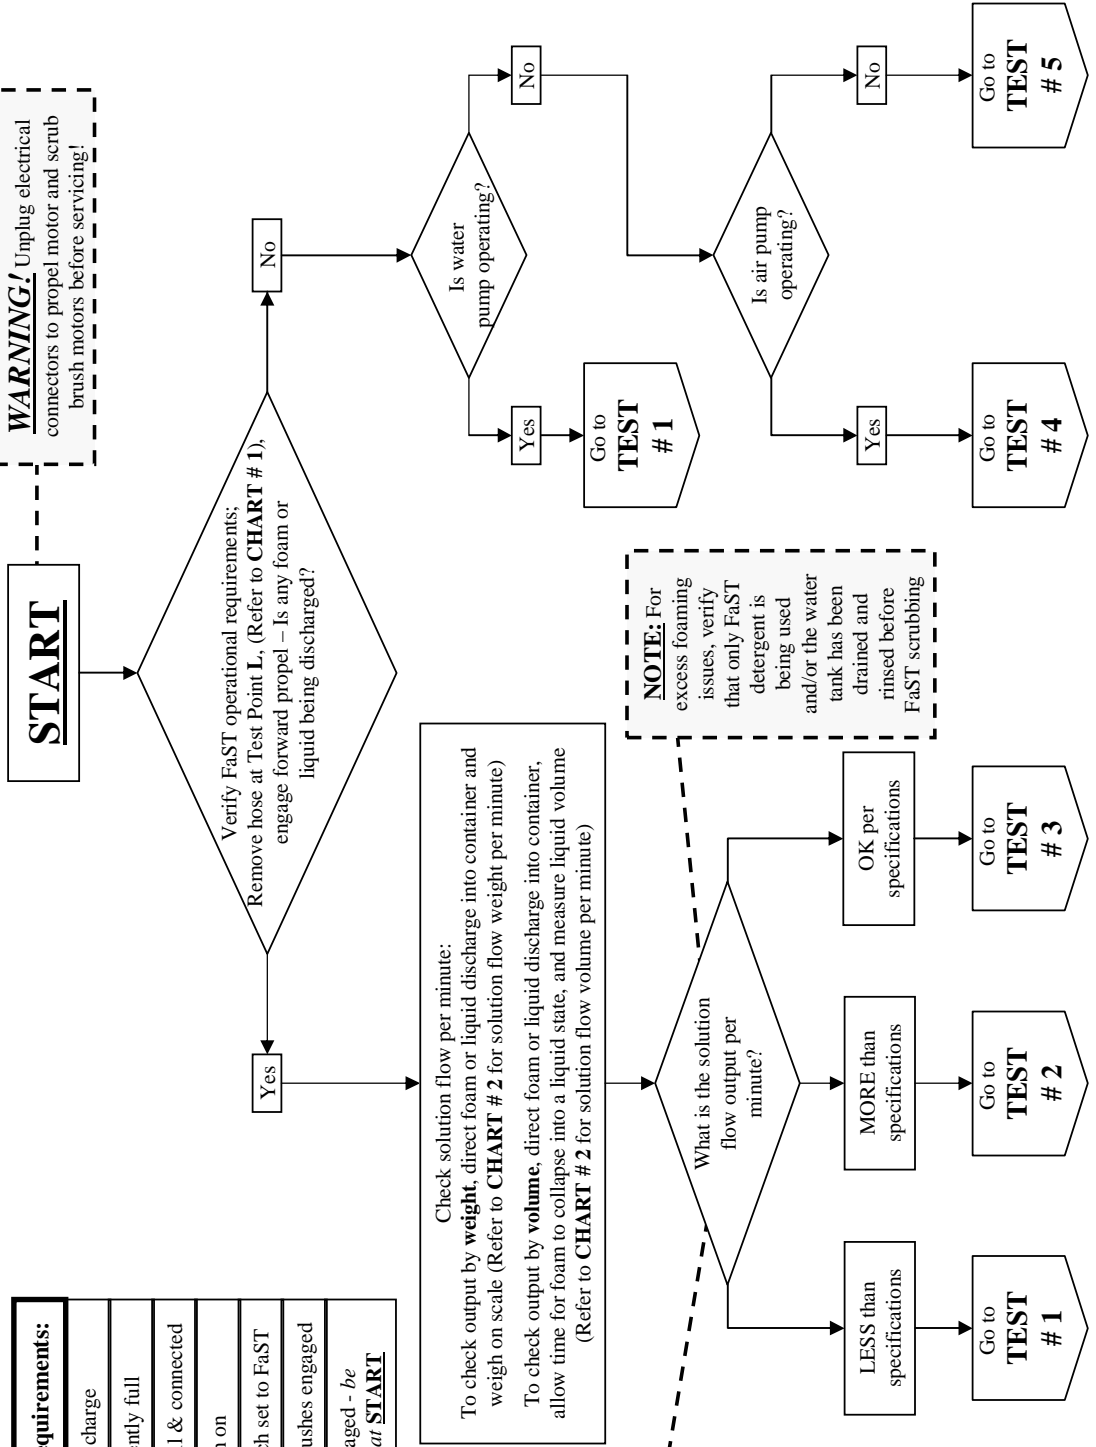 START
WARNING! Unplug electrical
connectors to propel motor and scrub
brush motors before servicing!
Verify FaST operational requirements;
Remove hose at Test Point L, (Refer to CHART # 1),
engage forward propel – Is any foam or
liquid being discharged?
Yes
No
Is water
pump operating?
Yes
No
Go to
TEST
# 1
Is air pump
operating?
Yes
No
Go to
TEST
# 4
Go to
TEST
# 5
equirements:
charge
ently full
l & connected
n on
ch set to FaST
ushes engaged
aged - be
at START
Check solution flow per minute:
To check output by weight, direct foam or liquid discharge into container and
weigh on scale (Refer to CHART # 2 for solution flow weight per minute)
To check output by volume, direct foam or liquid discharge into container,
allow time for foam to collapse into a liquid state, and measure liquid volume
(Refer to CHART # 2 for solution flow volume per minute)
NOTE: For
excess foaming
issues, verify
that only FaST
detergent is
being used
and/or the water
tank has been
drained and
rinsed before
FaST scrubbing
What is the solution
flow output per
minute?
LESS than
specifications
MORE than
specifications
OK per
specifications
Go to
TEST
# 1
Go to
TEST
# 2
Go to
TEST
# 3